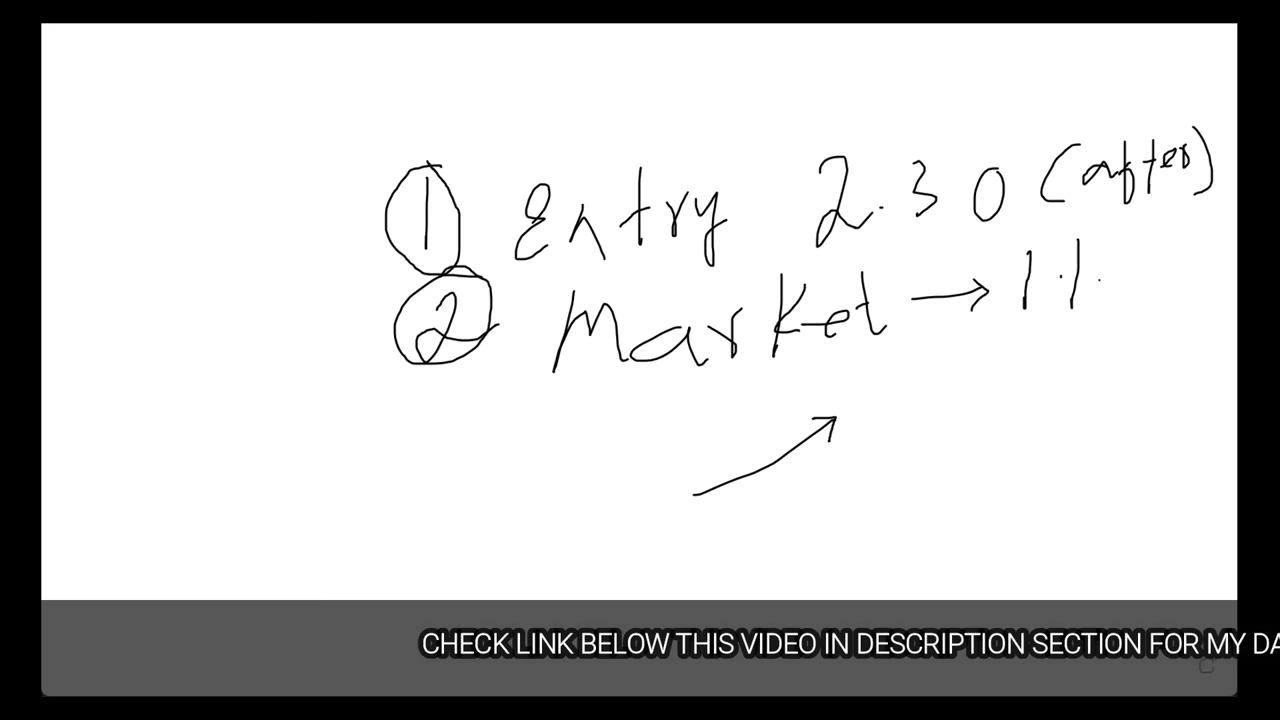 ① Entry 2.30 (after)
② Market → 1%
CHECK LINK BELOW THIS VIDEO IN DESCRIPTION SECTION FOR MY DA